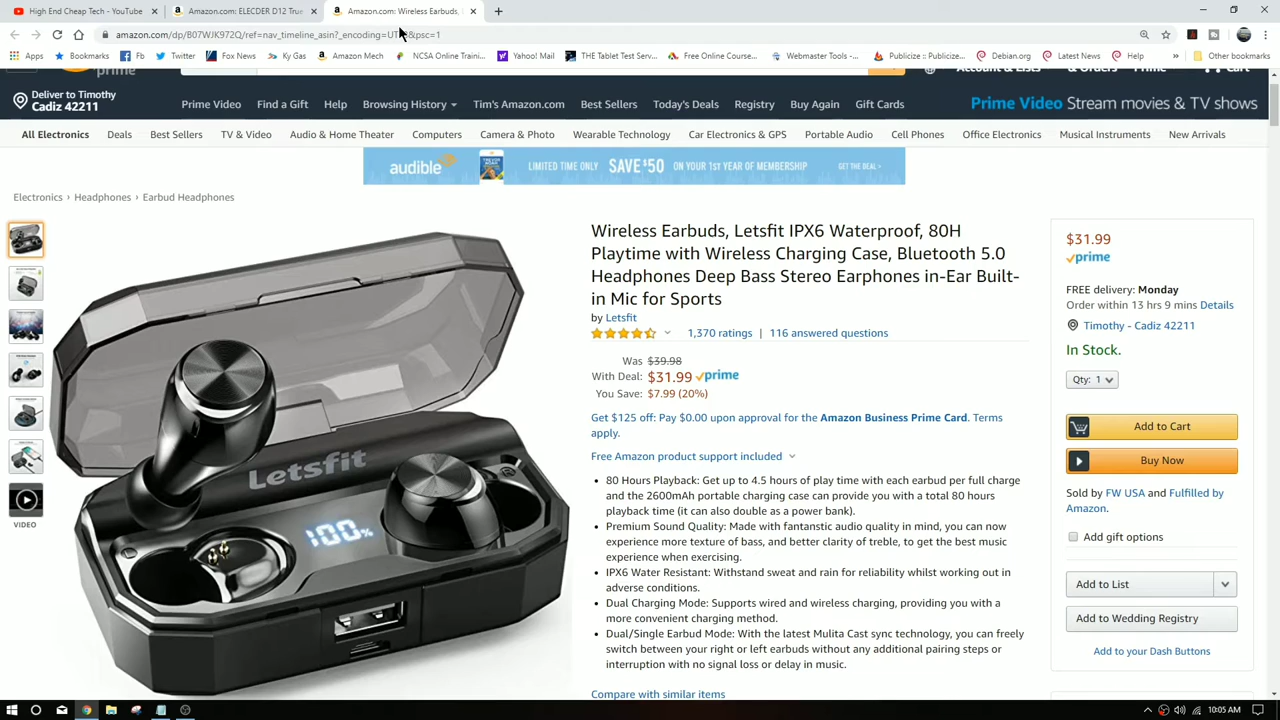 High End Cheap Tech - YouTube
Amazon.com: ELECDER D12 True
Amazon.com: Wireless Earbuds,
amazon.com/dp/B07WJK972Q/ref=nav_timeline_asin?_encoding=UT &psc=1
Apps Bookmarks Fb Fox News Ky Gas Amazon Mech NCSA Online Traini... Yahoo! Mail THE Tablet Test Serv... Free Online Course... Webmaster Tools -... Publicize :: Publiciz... Debian.org Latest News Help » Other bookmarks
prime
Deliver to Timothy
Cadiz 42211
Prime Video Find a Gift Help Browsing History Tim's Amazon.com Best Sellers Today's Deals Registry Buy Again Gift Cards
Prime Video Stream movies & TV shows
All Electronics Deals Best Sellers TV & Video Audio & Home Theater Computers Camera & Photo Wearable Technology Car Electronics & GPS Portable Audio Cell Phones Office Electronics Musical Instruments New Arrivals
audible LIMITED TIME ONLY SAVE $50 ON YOUR 1ST YEAR OF MEMBERSHIP GET THE DEAL >
Electronics › Headphones › Earbud Headphones
Letsfit
100%
VIDEO
Wireless Earbuds, Letsfit IPX6 Waterproof, 80H
Playtime with Wireless Charging Case, Bluetooth 5.0
Headphones Deep Bass Stereo Earphones in-Ear Built-
in Mic for Sports
by Letsfit
1,370 ratings | 116 answered questions
Was $39.98
With Deal: $31.99 prime
You Save: $7.99 (20%)
Get $125 off: Pay $0.00 upon approval for the Amazon Business Prime Card. Terms
apply.
Free Amazon product support included
• 80 Hours Playback: Get up to 4.5 hours of play time with each earbud per full charge
and the 2600mAh portable charging case can provide you with a total 80 hours
playback time (it can also double as a power bank).
• Premium Sound Quality: Made with fantanstic audio quality in mind, you can now
experience more texture of bass, and better clarity of treble, to get the best music
experience when exercising.
• IPX6 Water Resistant: Withstand sweat and rain for reliability whilst working out in
adverse conditions.
• Dual Charging Mode: Supports wired and wireless charging, providing you with a
more convenient charging method.
• Dual/Single Earbud Mode: With the latest Mulita Cast sync technology, you can freely
switch between your right or left earbuds without any additional pairing steps or
interruption with no signal loss or delay in music.
Compare with similar items
$31.99
prime
FREE delivery: Monday
Order within 13 hrs 9 mins Details
Timothy - Cadiz 42211
In Stock.
Qty: 1
Add to Cart
Buy Now
Sold by FW USA and Fulfilled by
Amazon.
Add gift options
Add to List
Add to Wedding Registry
Add to your Dash Buttons
10:05 AM